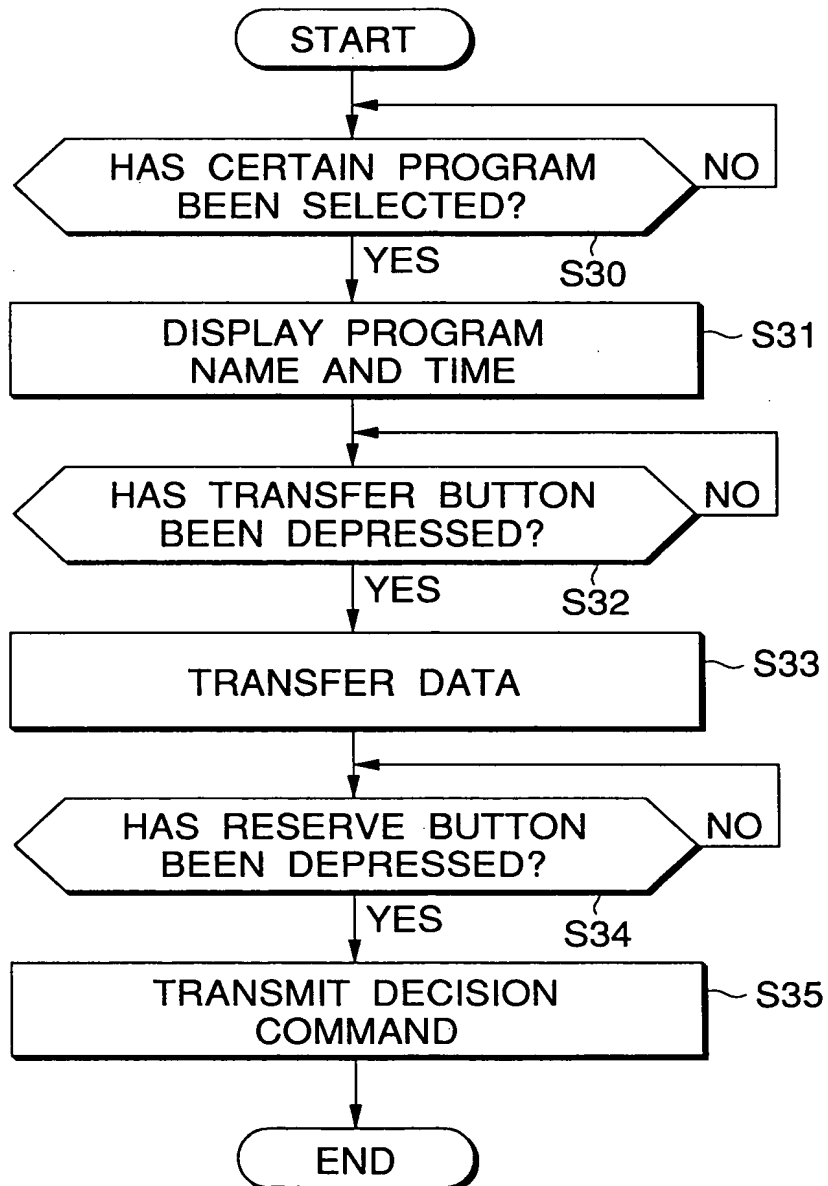 START
HAS CERTAIN PROGRAM
BEEN SELECTED?
NO
YES
S30
DISPLAY PROGRAM
NAME AND TIME
S31
HAS TRANSFER BUTTON
BEEN DEPRESSED?
NO
YES
S32
TRANSFER DATA
S33
HAS RESERVE BUTTON
BEEN DEPRESSED?
NO
YES
S34
TRANSMIT DECISION
COMMAND
S35
END